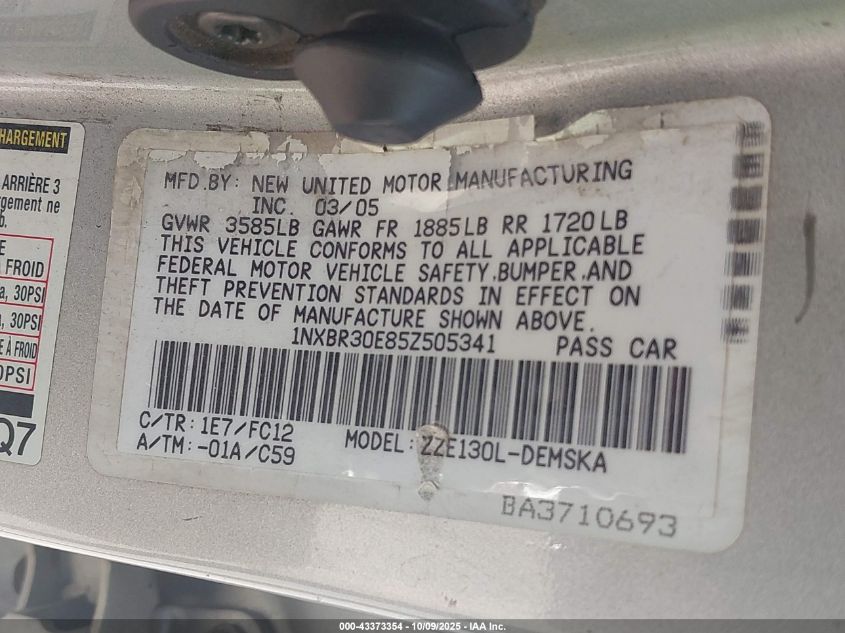 HARGEMENT
ARRIÈRE 3
rgement ne
b.
E
FROID
a, 30PSI
a, 30PSI
E À FROID
0PSI
Q7
MFD.BY: NEW UNITED MOTOR MANUFACTURING
INC. 03/05
GVWR 3585LB GAWR FR 1885LB RR 1720LB
THIS VEHICLE CONFORMS TO ALL APPLICABLE
FEDERAL MOTOR VEHICLE SAFETY,BUMPER,AND
THEFT PREVENTION STANDARDS IN EFFECT ON
THE DATE OF MANUFACTURE SHOWN ABOVE.
1NXBR30E85Z505341 PASS CAR
C/TR: 1E7/FC12
A/TM:-01A/C59
MODEL: ZZE130L-DEMSKA
BA3710693
000-43373354 - 10/09/2025 - IAA Inc.